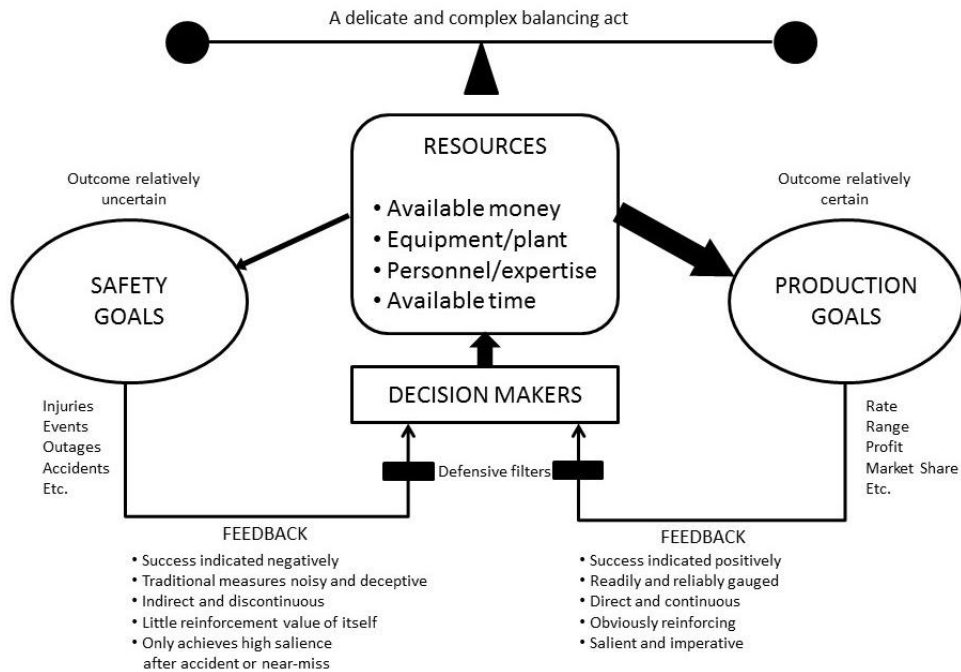 A delicate and complex balancing act
RESOURCES
• Available money
• Equipment/plant
• Personnel/expertise
• Available time
Outcome relatively
uncertain
SAFETY
GOALS
Outcome relatively
certain
PRODUCTION
GOALS
DECISION MAKERS
Injuries
Events
Outages
Accidents
Etc.
Defensive filters
Rate
Range
Profit
Market Share
Etc.
FEEDBACK
• Success indicated negatively
• Traditional measures noisy and deceptive
• Indirect and discontinuous
• Little reinforcement value of itself
• Only achieves high salience
after accident or near-miss
FEEDBACK
• Success indicated positively
• Readily and reliably gauged
• Direct and continuous
• Obviously reinforcing
• Salient and imperative